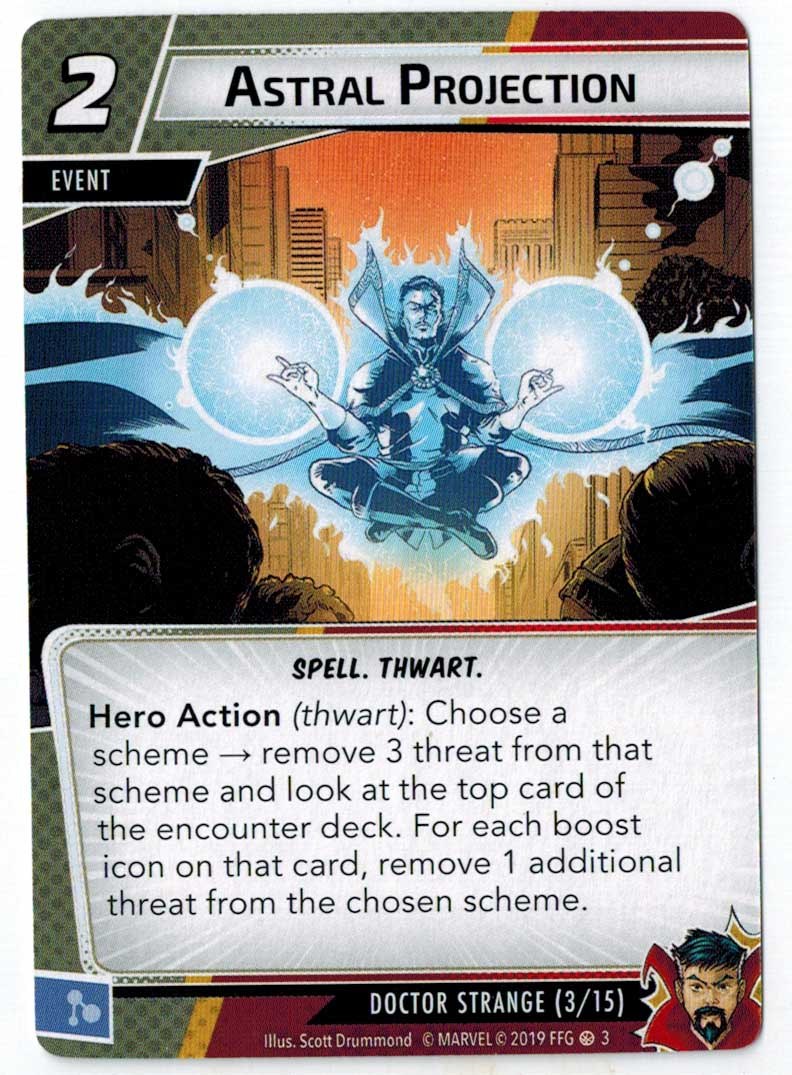 2
ASTRAL PROJECTION
EVENT
SPELL. THWART.
Hero Action (thwart): Choose a
scheme → remove 3 threat from that
scheme and look at the top card of
the encounter deck. For each boost
icon on that card, remove 1 additional
threat from the chosen scheme.
DOCTOR STRANGE (3/15)
Illus. Scott Drummond © MARVEL © 2019 FFG 3